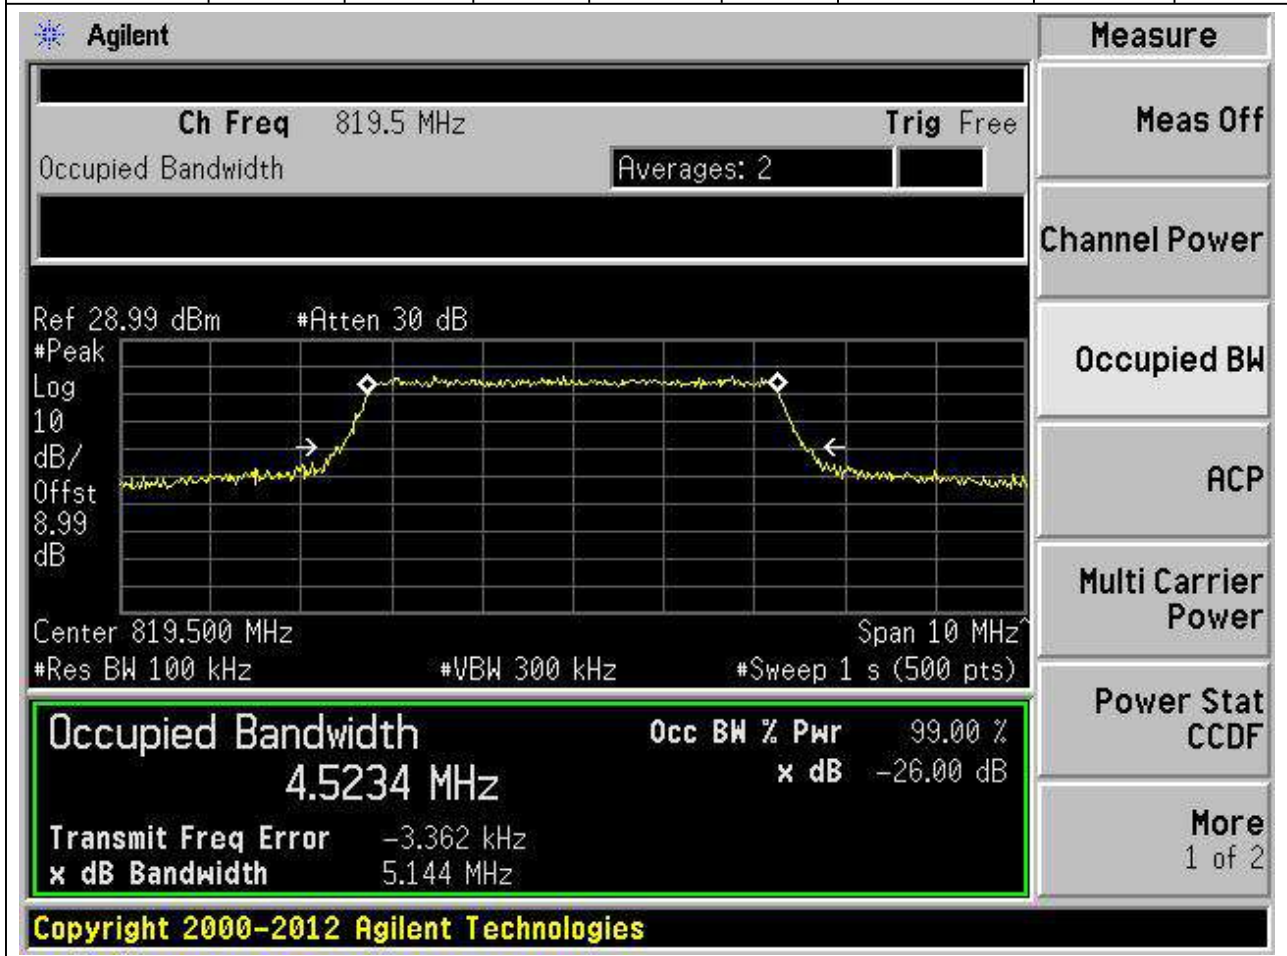 Agilent
Measure
Ch Freq 819.5 MHz Trig Free
Occupied Bandwidth Averages: 2
Meas Off
Channel Power
Occupied BW
ACP
Multi Carrier
Power
Power Stat
CCDF
More
1 of 2
Ref 28.99 dBm #Atten 30 dB
#Peak
Log
10
dB/
Offst
8.99
dB
Center 819.500 MHz Span 10 MHz^
#Res BW 100 kHz #VBW 300 kHz #Sweep 1 s (500 pts)
Occupied Bandwidth Occ BW % Pwr 99.00 %
4.5234 MHz x dB -26.00 dB
Transmit Freq Error -3.362 kHz
x dB Bandwidth 5.144 MHz
Copyright 2000-2012 Agilent Technologies